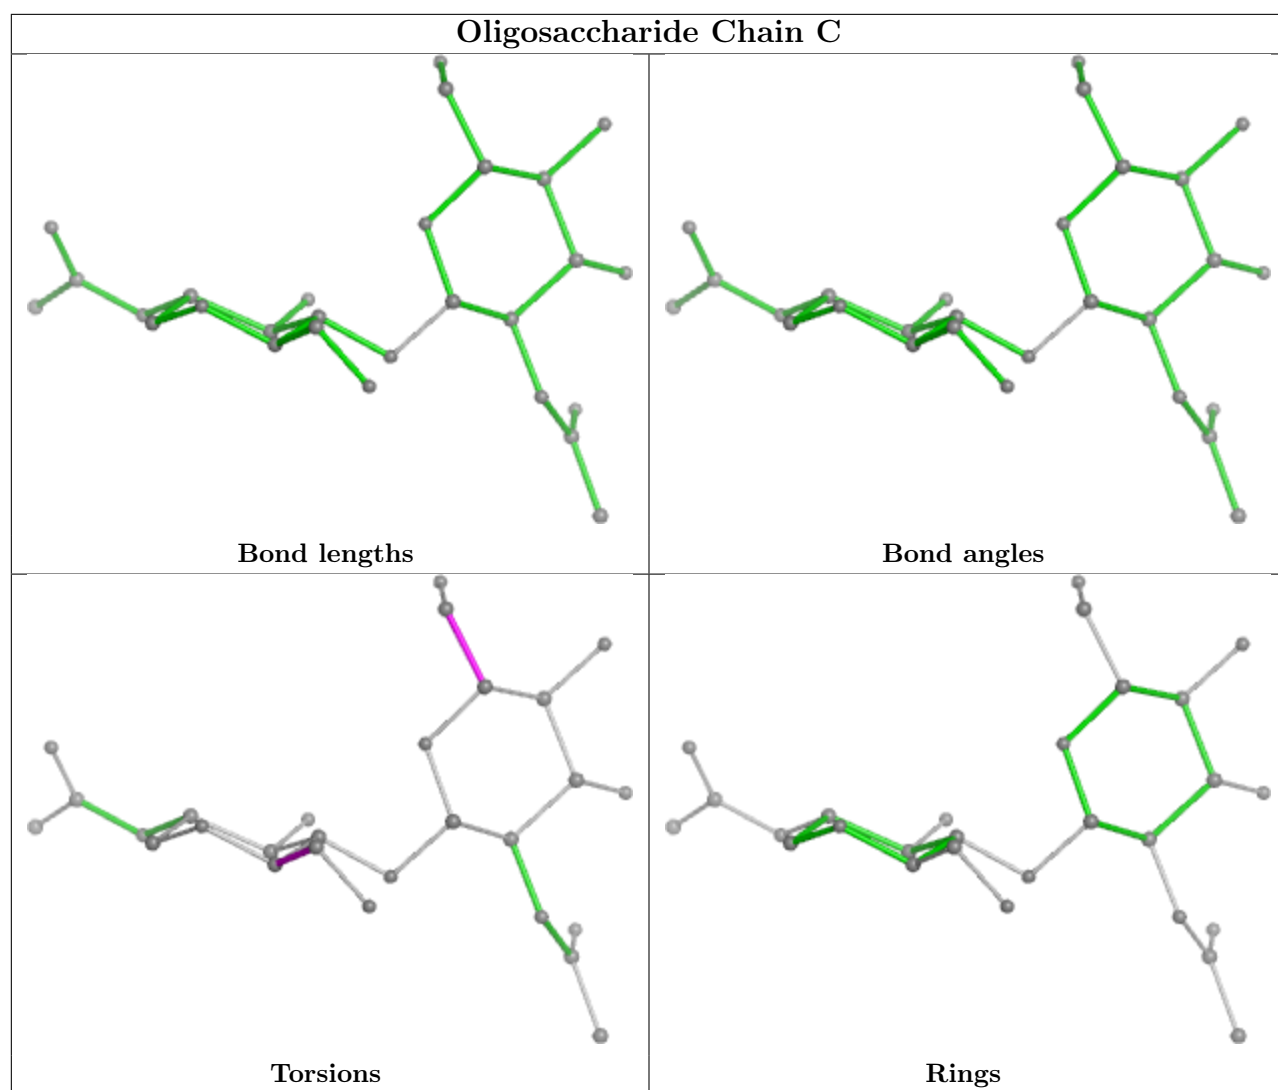 Oligosaccharide Chain C
Bond lengths
Bond angles
Torsions
Rings